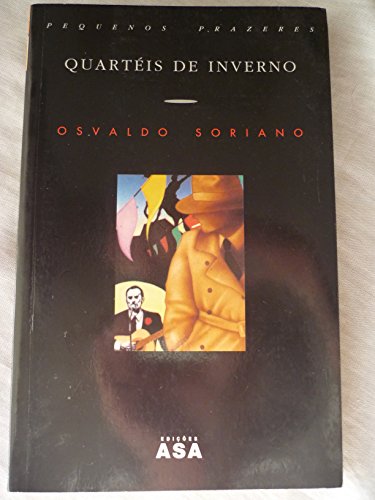 PEQUENOS PRAZERES
QUARTÉIS DE INVERNO
OSVALDO SORIANO
EDIÇÕES
ASA